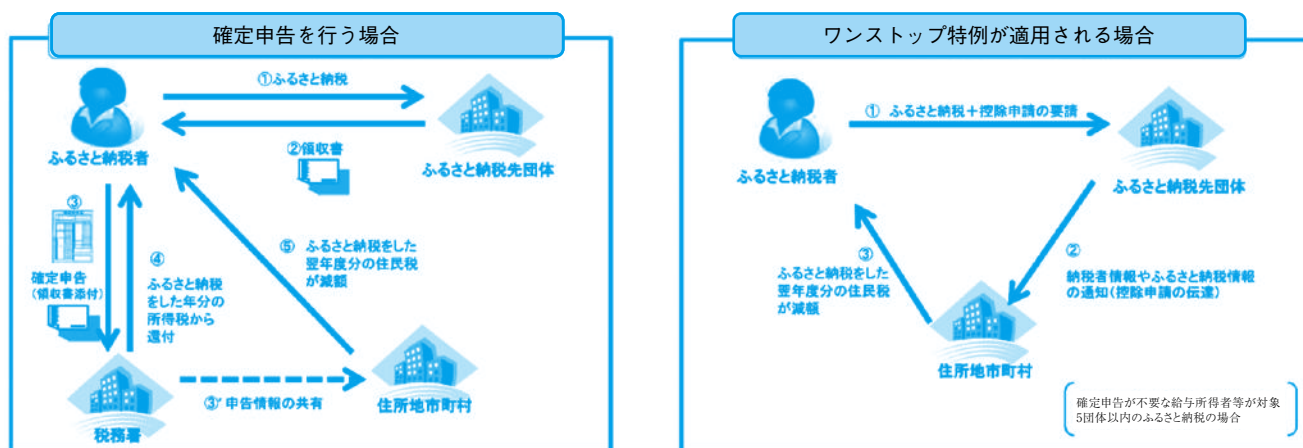 確定申告を行う場合
①ふるさと納税
ふるさと納税者
②領収書
ふるさと納税先団体
③
確定申告
(領収書添付)
④
ふるさと納税
をした年分の
所得税から
還付
⑤ ふるさと納税をした
翌年度分の住民税
が減額
③’申告情報の共有
税務署
住所地市町村
ワンストップ特例が適用される場合
① ふるさと納税+控除申請の要請
ふるさと納税者
ふるさと納税先団体
②
納税者情報やふるさと納税情報
の通知(控除申請の伝達)
③
ふるさと納税をした
翌年度分の住民税
が減額
住所地市町村
確定申告が不要な給与所得者等が対象
5団体以内のふるさと納税の場合